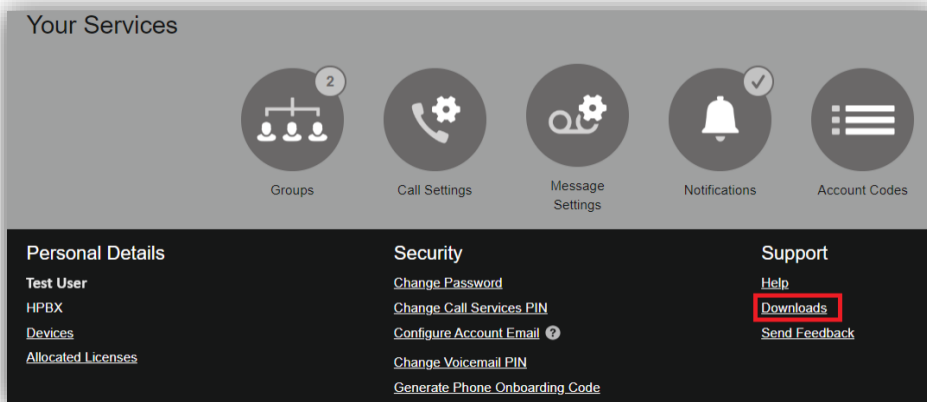 Your Services
2
Groups
Call Settings
Message
Settings
Notifications
Account Codes
Personal Details
Test User
HPBX
Devices
Allocated Licenses
Security
Change Password
Change Call Services PIN
Configure Account Email ?
Change Voicemail PIN
Generate Phone Onboarding Code
Support
Help
Downloads
Send Feedback